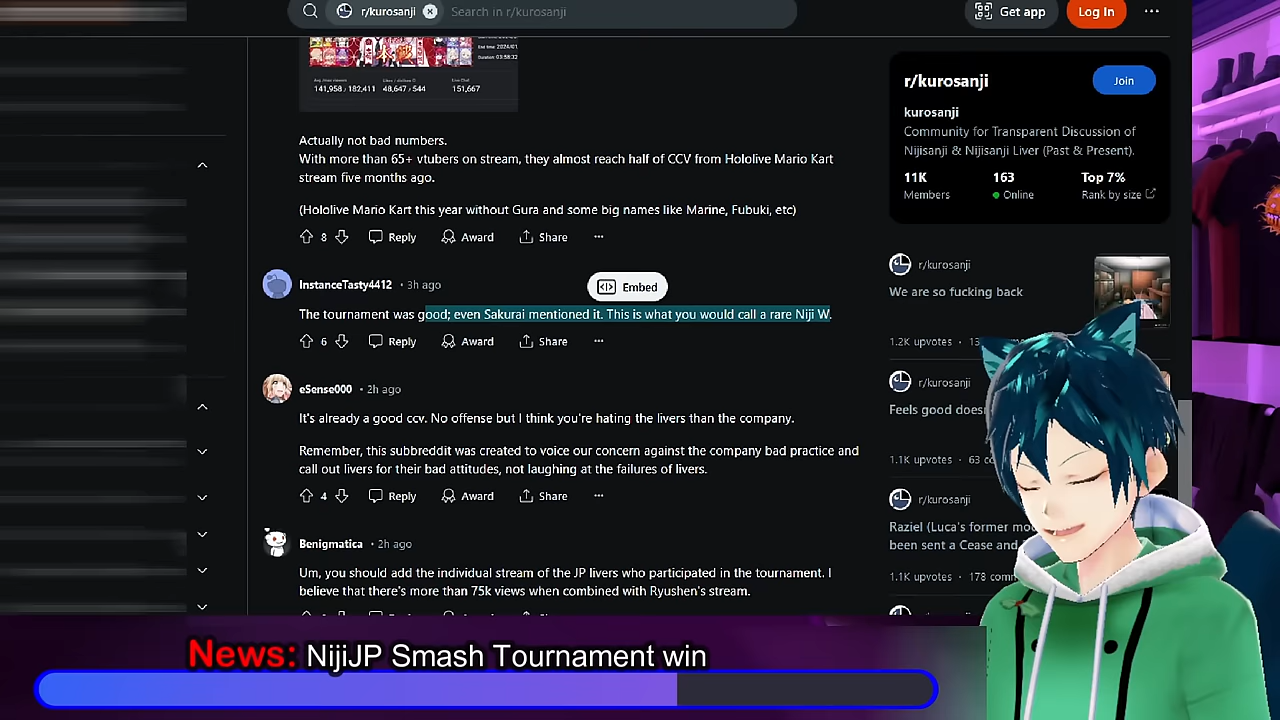 r/kurosanji
Search in r/kurosanji
Get app
Log In
Avg /max viewers
Likes / dislikes
Live Chat
141,958 / 182,411
48,647 / 544
151,667
Actually not bad numbers.
With more than 65+ vtubers on stream, they almost reach half of CCV from Hololive Mario Kart
stream five months ago.
(Hololive Mario Kart this year without Gura and some big names like Marine, Fubuki, etc)
8
Reply
Award
Share
InstanceTasty4412 • 3h ago
Embed
The tournament was good; even Sakurai mentioned it. This is what you would call a rare Niji W.
6
Reply
Award
Share
eSense000 • 2h ago
It's already a good ccv. No offense but I think you're hating the livers than the company.
Remember, this subreddit was created to voice our concern against the company bad practice and
call out livers for their bad attitudes, not laughing at the failures of livers.
4
Reply
Award
Share
Benigmatica • 2h ago
Um, you should add the individual stream of the JP livers who participated in the tournament. I
believe that there's more than 75k views when combined with Ryushen's stream.
r/kurosanji
Join
kurosanji
Community for Transparent Discussion of
Nijisanji & Nijisanji Liver (Past & Present).
11K
163
Top 7%
Members
Online
Rank by size
r/kurosanji
We are so fucking back
1.2K upvotes
r/kurosanji
Feels good
1.1K upvotes
r/kurosanji
Raziel (Luca's former
been sent a Cease and
1.1K upvotes
News: NijiJP Smash Tournament win